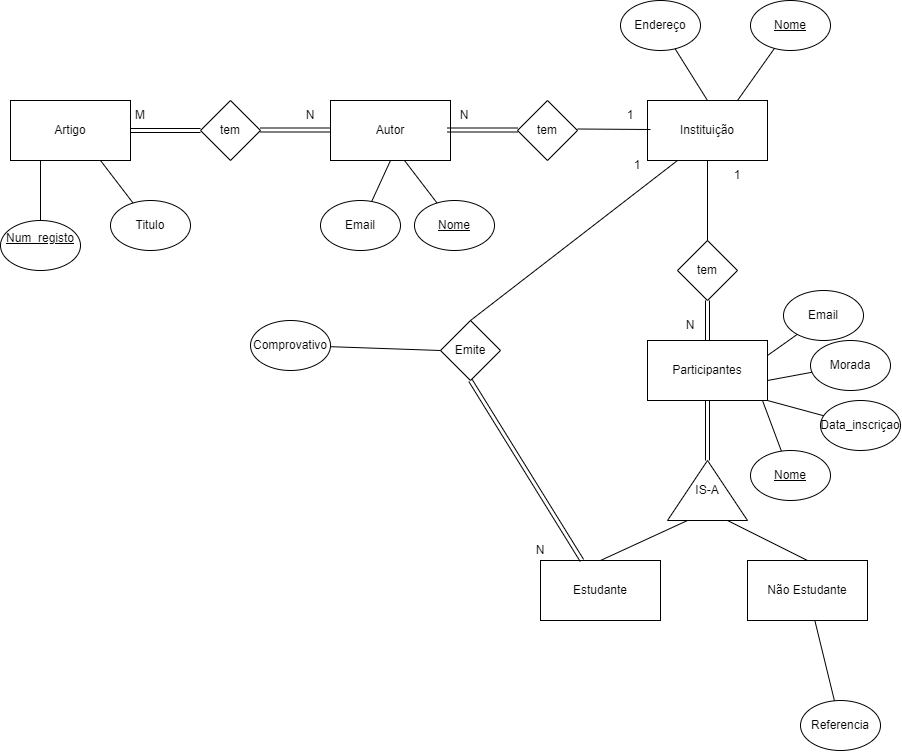 Endereço
Nome
M
N
N
1
Artigo
tem
Autor
tem
Instituição
1
1
Num_registo
Titulo
Email
Nome
tem
Email
N
Comprovativo
Emite
Participantes
Morada
Data_inscriçao
Nome
IS-A
N
Estudante
Não Estudante
Referencia